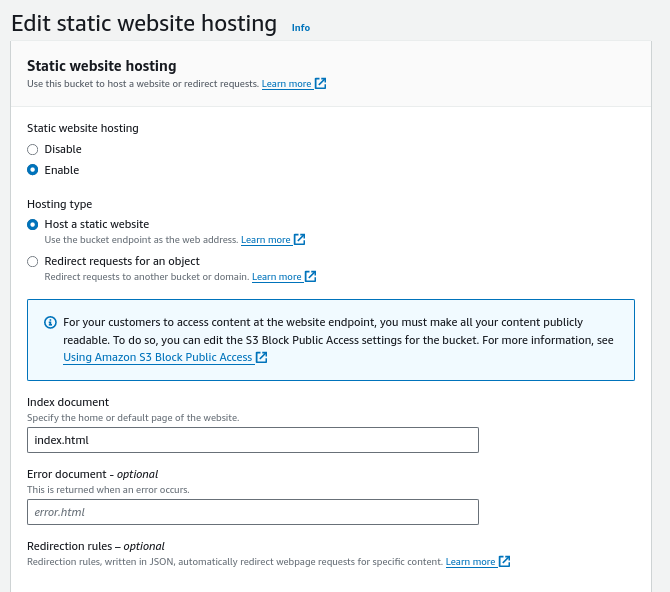 Edit static website hosting Info
Static website hosting
Use this bucket to host a website or redirect requests. Learn more
Static website hosting
Disable
Enable
Hosting type
Host a static website
Use the bucket endpoint as the web address. Learn more
Redirect requests for an object
Redirect requests to another bucket or domain. Learn more
For your customers to access content at the website endpoint, you must make all your content publicly
readable. To do so, you can edit the S3 Block Public Access settings for the bucket. For more information, see
Using Amazon S3 Block Public Access
Index document
Specify the home or default page of the website.
index.html
Error document - optional
This is returned when an error occurs.
error.html
Redirection rules – optional
Redirection rules, written in JSON, automatically redirect webpage requests for specific content. Learn more